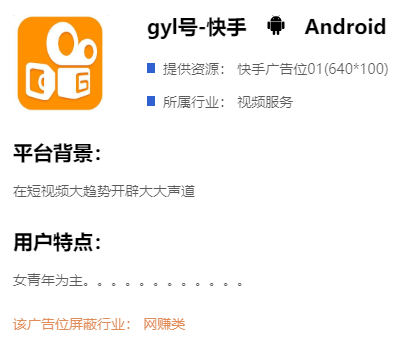 gyl号-快手 Android
提供资源： 快手广告位01(640*100)
所属行业： 视频服务
平台背景：
在短视频大趋势开辟大大声道
用户特点：
女青年为主。。。。。。。。。。。。
该广告位屏蔽行业： 网赚类